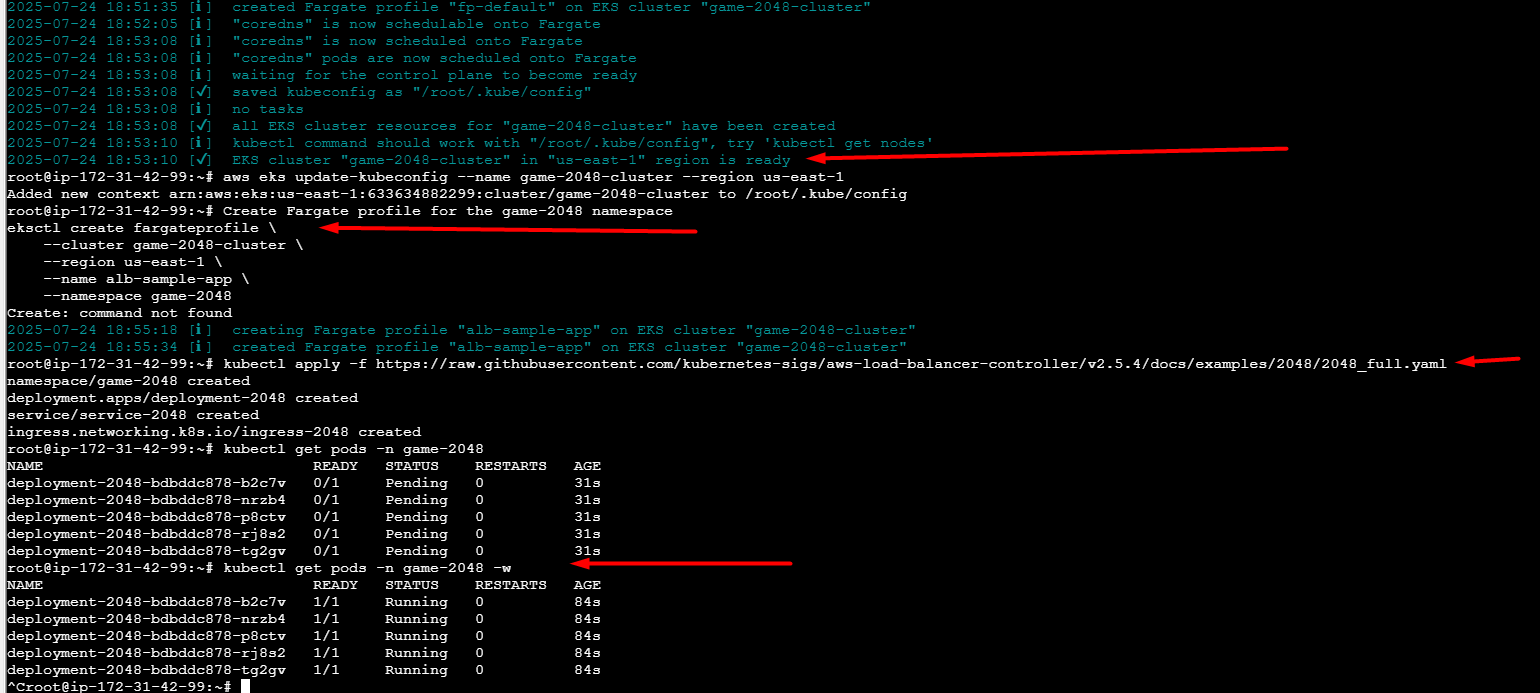 2025-07-24 18:51:35 [ℹ]  created Fargate profile "fp-default" on EKS cluster "game-2048-cluster"
2025-07-24 18:52:05 [ℹ]  "coredns" is now schedulable onto Fargate
2025-07-24 18:53:08 [ℹ]  "coredns" is now scheduled onto Fargate
2025-07-24 18:53:08 [ℹ]  "coredns" pods are now scheduled onto Fargate
2025-07-24 18:53:08 [ℹ]  waiting for the control plane to become ready
2025-07-24 18:53:08 [✓]  saved kubeconfig as "/root/.kube/config"
2025-07-24 18:53:08 [ℹ]  no tasks
2025-07-24 18:53:08 [✓]  all EKS cluster resources for "game-2048-cluster" have been created
2025-07-24 18:53:10 [ℹ]  kubectl command should work with "/root/.kube/config", try 'kubectl get nodes'
2025-07-24 18:53:10 [✓]  EKS cluster "game-2048-cluster" in "us-east-1" region is ready
root@ip-172-31-42-99:~# aws eks update-kubeconfig --name game-2048-cluster --region us-east-1
Added new context arn:aws:eks:us-east-1:633634882299:cluster/game-2048-cluster to /root/.kube/config
root@ip-172-31-42-99:~# Create Fargate profile for the game-2048 namespace
eksctl create fargateprofile \
    --cluster game-2048-cluster \
    --region us-east-1 \
    --name alb-sample-app \
    --namespace game-2048
Create: command not found
2025-07-24 18:55:18 [ℹ]  creating Fargate profile "alb-sample-app" on EKS cluster "game-2048-cluster"
2025-07-24 18:55:34 [ℹ]  created Fargate profile "alb-sample-app" on EKS cluster "game-2048-cluster"
root@ip-172-31-42-99:~# kubectl apply -f https://raw.githubusercontent.com/kubernetes-sigs/aws-load-balancer-controller/v2.5.4/docs/examples/2048/2048_full.yaml
namespace/game-2048 created
deployment.apps/deployment-2048 created
service/service-2048 created
ingress.networking.k8s.io/ingress-2048 created
root@ip-172-31-42-99:~# kubectl get pods -n game-2048
NAME                              READY   STATUS    RESTARTS   AGE
deployment-2048-bdbddc878-b2c7v   0/1     Pending   0          31s
deployment-2048-bdbddc878-nrzb4   0/1     Pending   0          31s
deployment-2048-bdbddc878-p8ctv   0/1     Pending   0          31s
deployment-2048-bdbddc878-rj8s2   0/1     Pending   0          31s
deployment-2048-bdbddc878-tg2gv   0/1     Pending   0          31s
root@ip-172-31-42-99:~# kubectl get pods -n game-2048 -w
NAME                              READY   STATUS    RESTARTS   AGE
deployment-2048-bdbddc878-b2c7v   1/1     Running   0          84s
deployment-2048-bdbddc878-nrzb4   1/1     Running   0          84s
deployment-2048-bdbddc878-p8ctv   1/1     Running   0          84s
deployment-2048-bdbddc878-rj8s2   1/1     Running   0          84s
deployment-2048-bdbddc878-tg2gv   1/1     Running   0          84s
^Croot@ip-172-31-42-99:~#